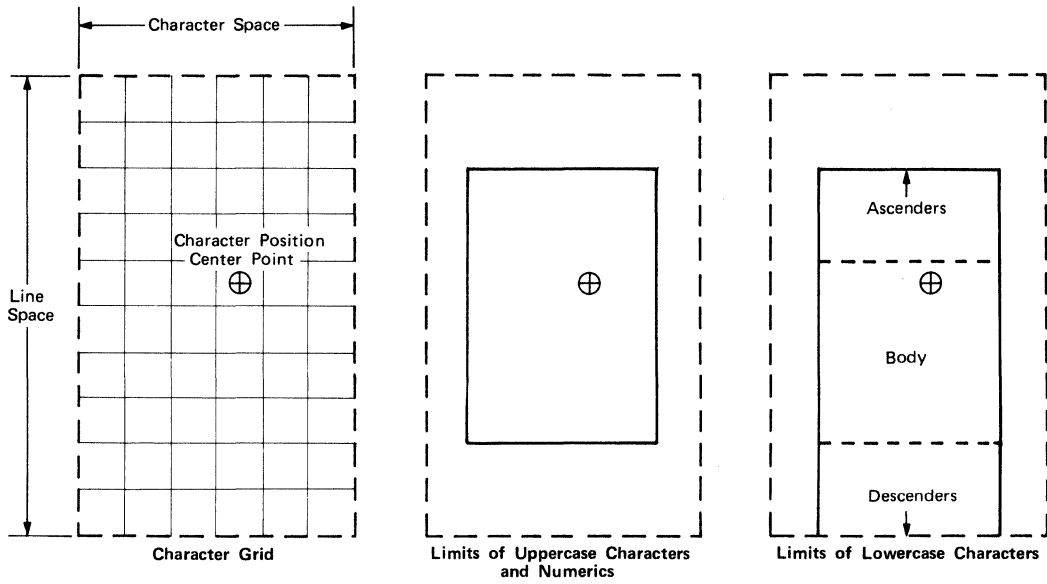 Character Space
Line
Space
Character Position
Center Point
Character Grid
Limits of Uppercase Characters
and Numerics
Ascenders
Body
Descenders
Limits of Lowercase Characters